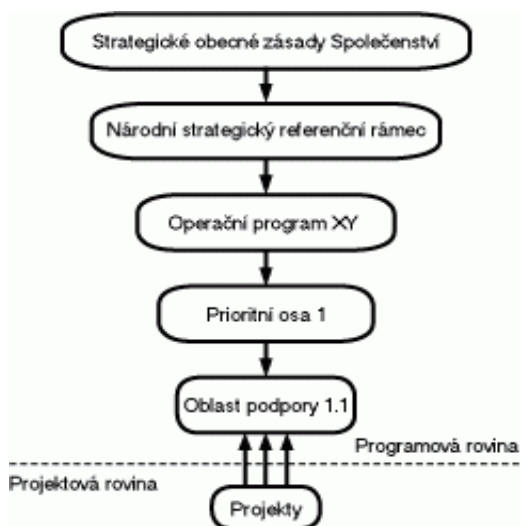 Strategické obecné zásady Společenství
Národní strategický referenční rámec
Operační program XY
Prioritní osa 1
Oblast podpory 1.1
Programová rovina
Projektová rovina
Projekty